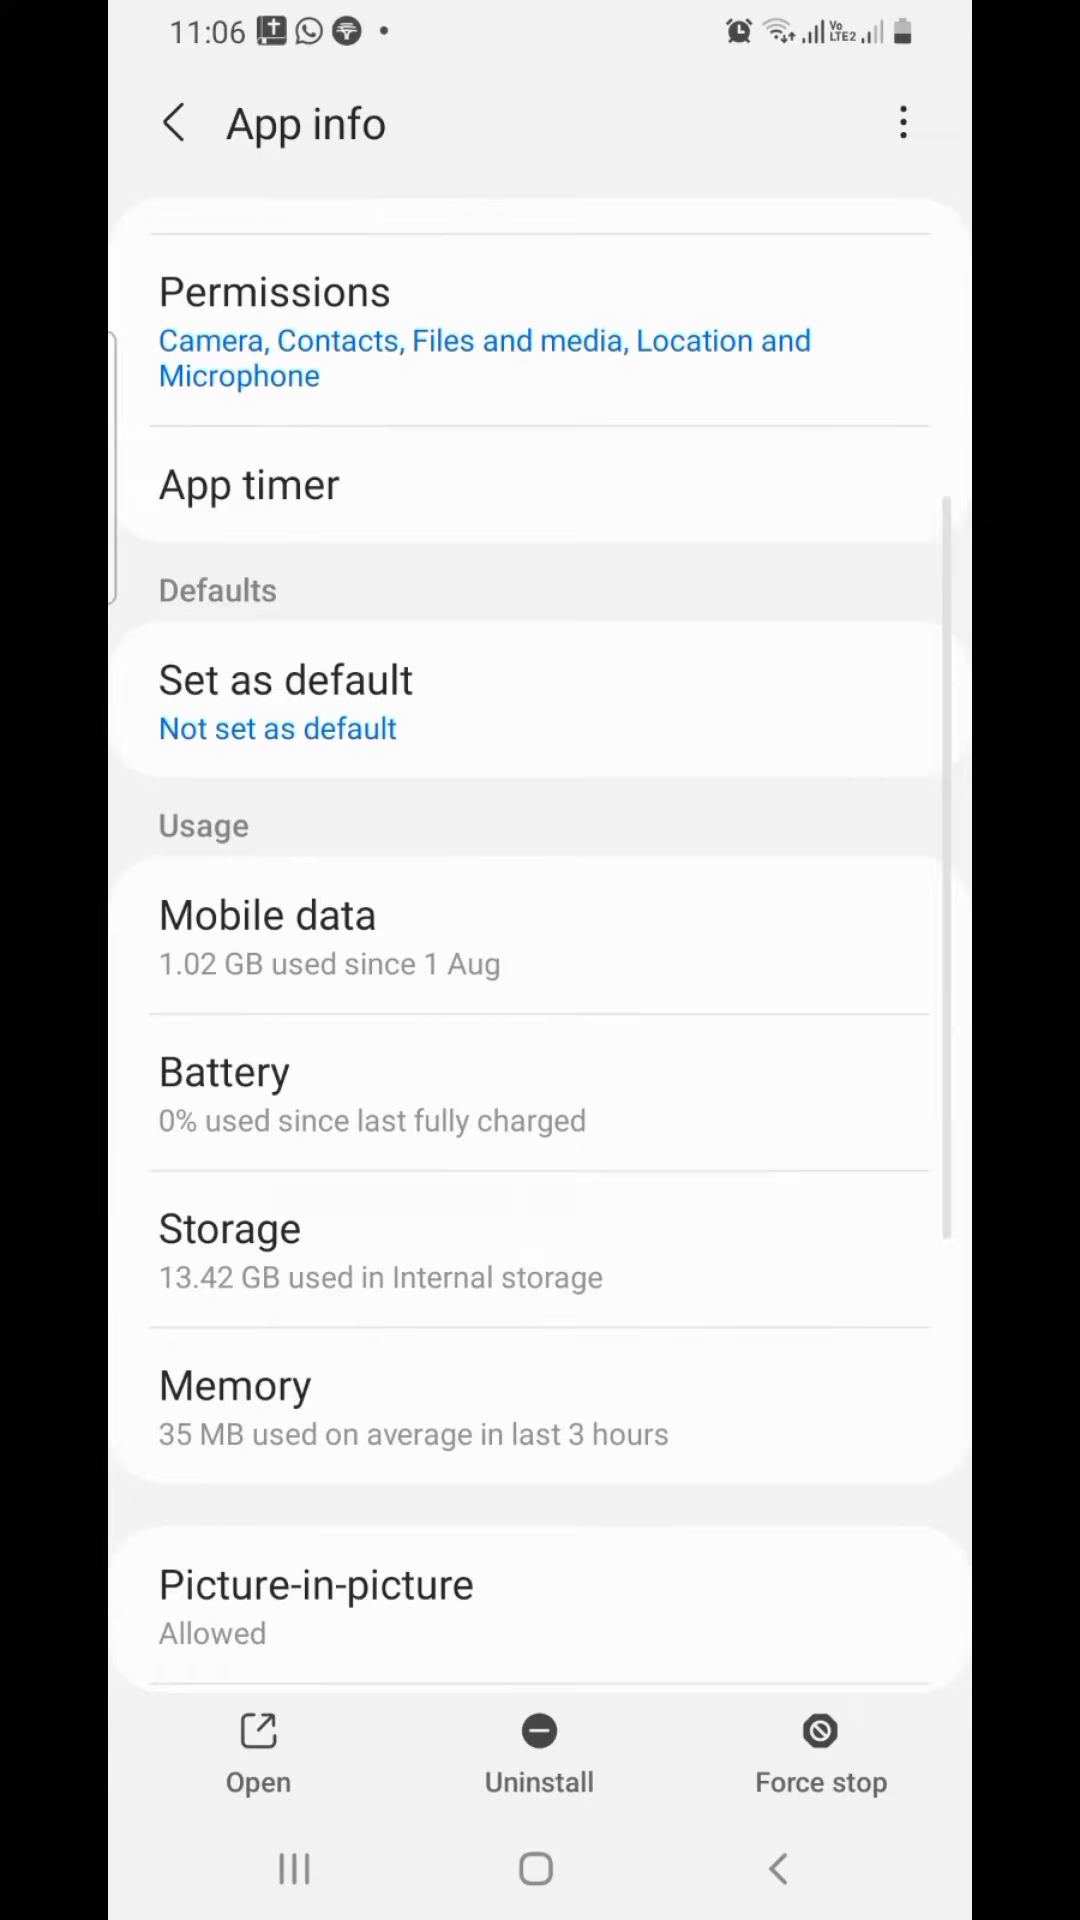 11:06
Vo
LTE2
App info
Permissions
Camera, Contacts, Files and media, Location and
Microphone
App timer
Defaults
Set as default
Not set as default
Usage
Mobile data
1.02 GB used since 1 Aug
Battery
0% used since last fully charged
Storage
13.42 GB used in Internal storage
Memory
35 MB used on average in last 3 hours
Picture-in-picture
Allowed
Open
Uninstall
Force stop